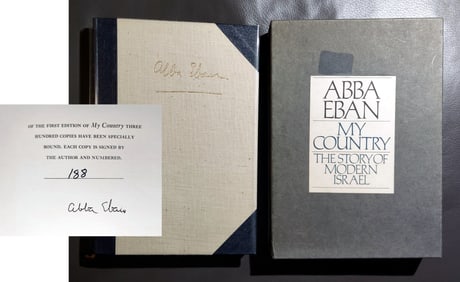 Abba Eban
ABBA
EBAN
MY
COUNTRY
THE STORY OF
MODERN
ISRAEL
OF THE FIRST EDITION OF My Country THREE
HUNDRED COPIES HAVE BEEN SPECIALLY
BOUND. EACH COPY IS SIGNED BY
THE AUTHOR AND NUMBERED.
188
Abba Eban